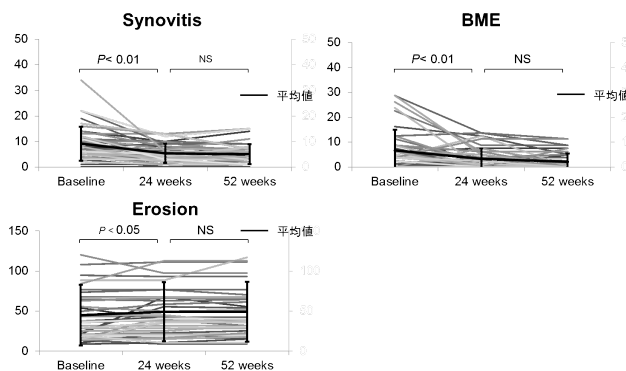 Synovitis
50
40
30
20
10
0
P< 0.01
NS
平均値
Baseline 24 weeks 52 weeks
BME
50
40
30
20
10
0
P< 0.01
NS
平均値
Baseline 24 weeks 52 weeks
Erosion
150
100
50
0
P < 0.05
NS
平均値
Baseline 24 weeks 52 weeks